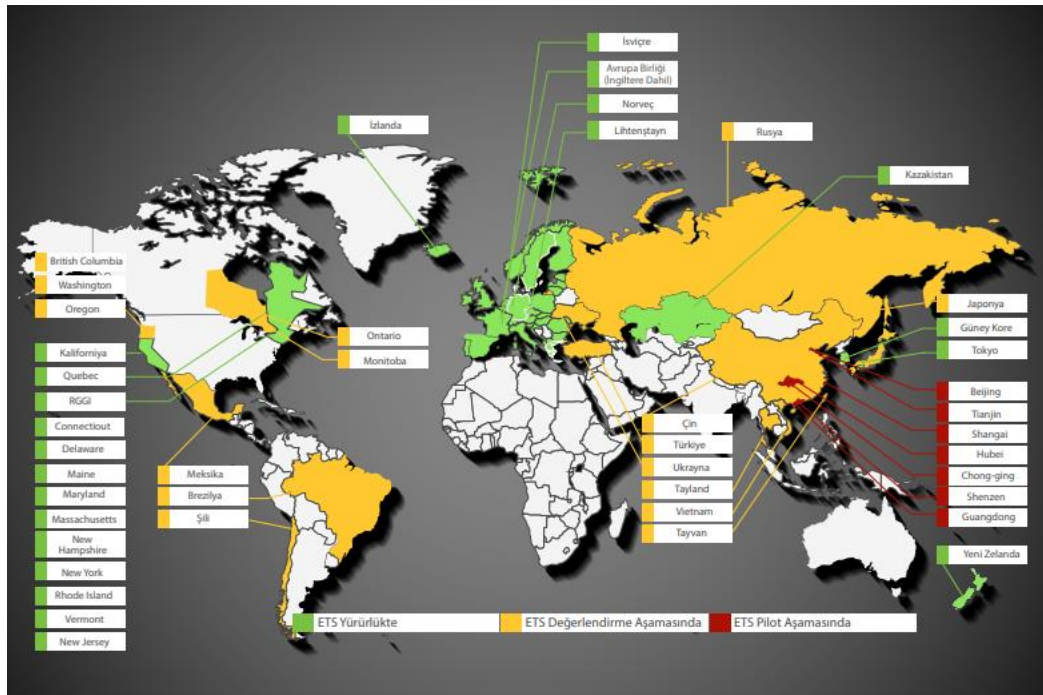 İsviçre
Avrupa Birliği
(İngiltere Dahil)
Norveç
Lihtenştayn
İzlanda
Rusya
Kazakistan
British Columbia
Washington
Oregon
Ontario
Monitoba
Japonya
Güney Kore
Tokyo
Kaliforniya
Quebec
RGGI
Connectiout
Delaware
Maine
Maryland
Massachusetts
New
Hampshire
New York
Rhode Island
Vermont
New Jersey
Meksika
Brezilya
Şili
Çin
Türkiye
Ukrayna
Tayland
Vietnam
Tayvan
Beijing
Tianjin
Shangai
Hubei
Chong-ging
Shenzen
Guangdong
Yeni Zelanda
ETS Yürürlükte
ETS Değerlendirme Aşamasında
ETS Pilot Aşamasında